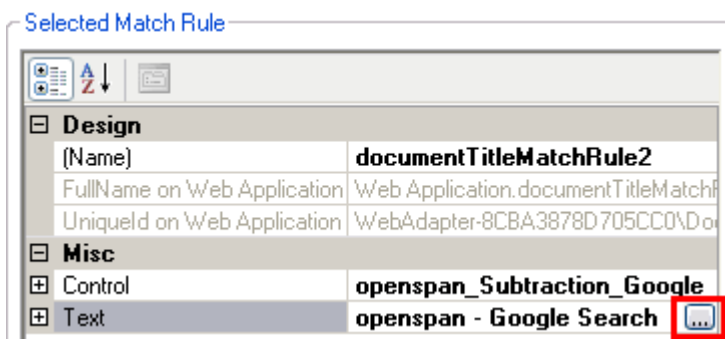 Selected Match Rule
A Z
Design
(Name) documentTitleMatchRule2
FullName on Web Application Web Application.documentTitleMatch
UniqueId on Web Application WebAdapter-8CBA3878D705CC0\Do
Misc
Control openspan_Subtraction_Google
Text openspan - Google Search ...